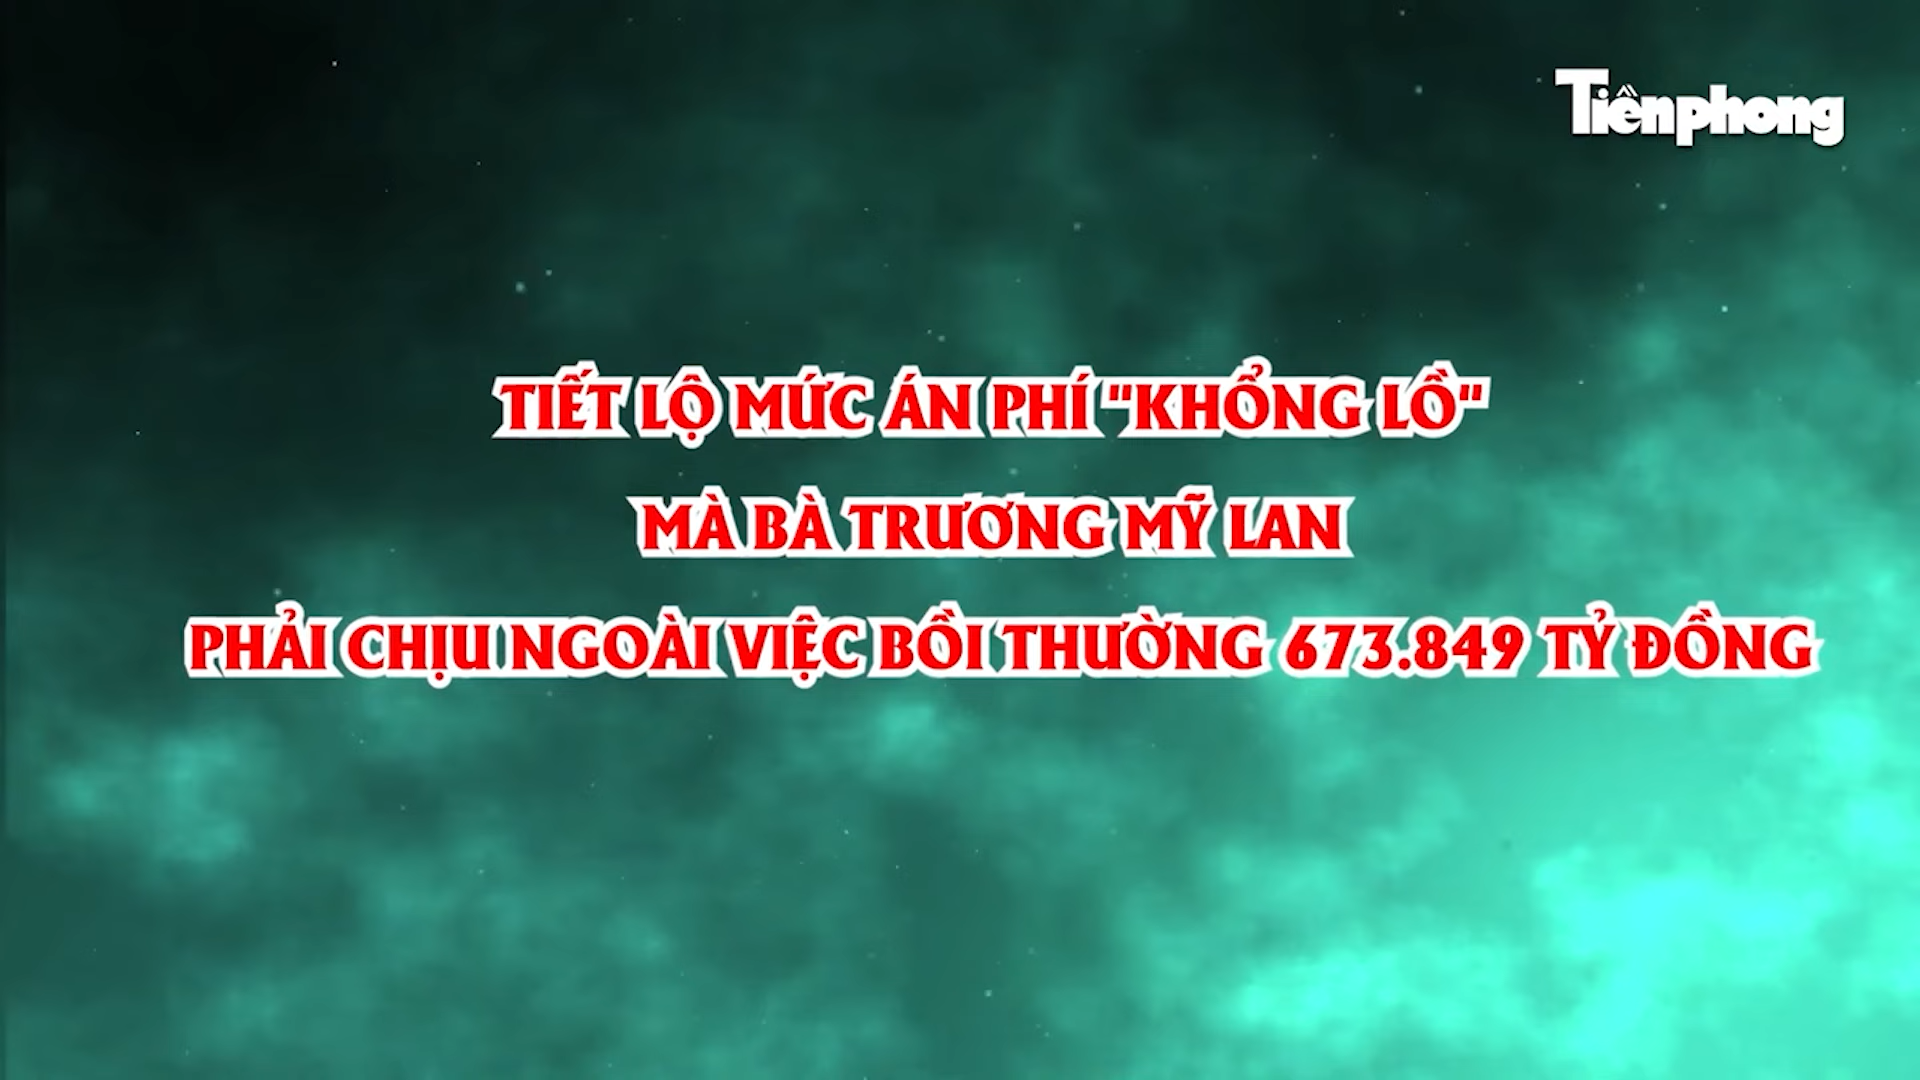 Tiềnphong
TIẾT LỘ MỨC ÁN PHÍ "KHỔNG LỒ"
MÀ BÀ TRƯƠNG MỸ LAN
PHẢI CHỊU NGOÀI VIỆC BỒI THƯỜNG 673.849 TỶ ĐỒNG